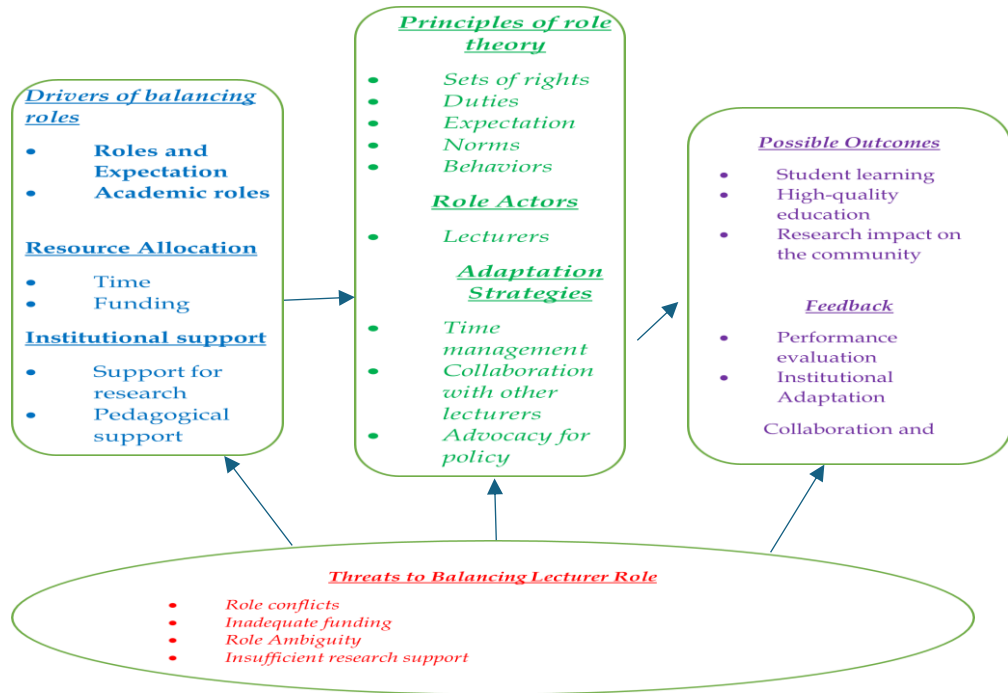 Drivers of balancing
roles
• Roles and
Expectation
• Academic roles
Resource Allocation
• Time
• Funding
Institutional support
• Support for
research
• Pedagogical
support
Principles of role
theory
• Sets of rights
• Duties
• Expectation
• Norms
• Behaviors
Role Actors
• Lecturers
Adaptation
Strategies
• Time
management
• Collaboration
with other
lecturers
• Advocacy for
policy
Possible Outcomes
• Student learning
• High-quality
education
• Research impact on
the community
Feedback
• Performance
evaluation
• Institutional
Adaptation
Collaboration and
Threats to Balancing Lecturer Role
• Role conflicts
• Inadequate funding
• Role Ambiguity
• Insufficient research support